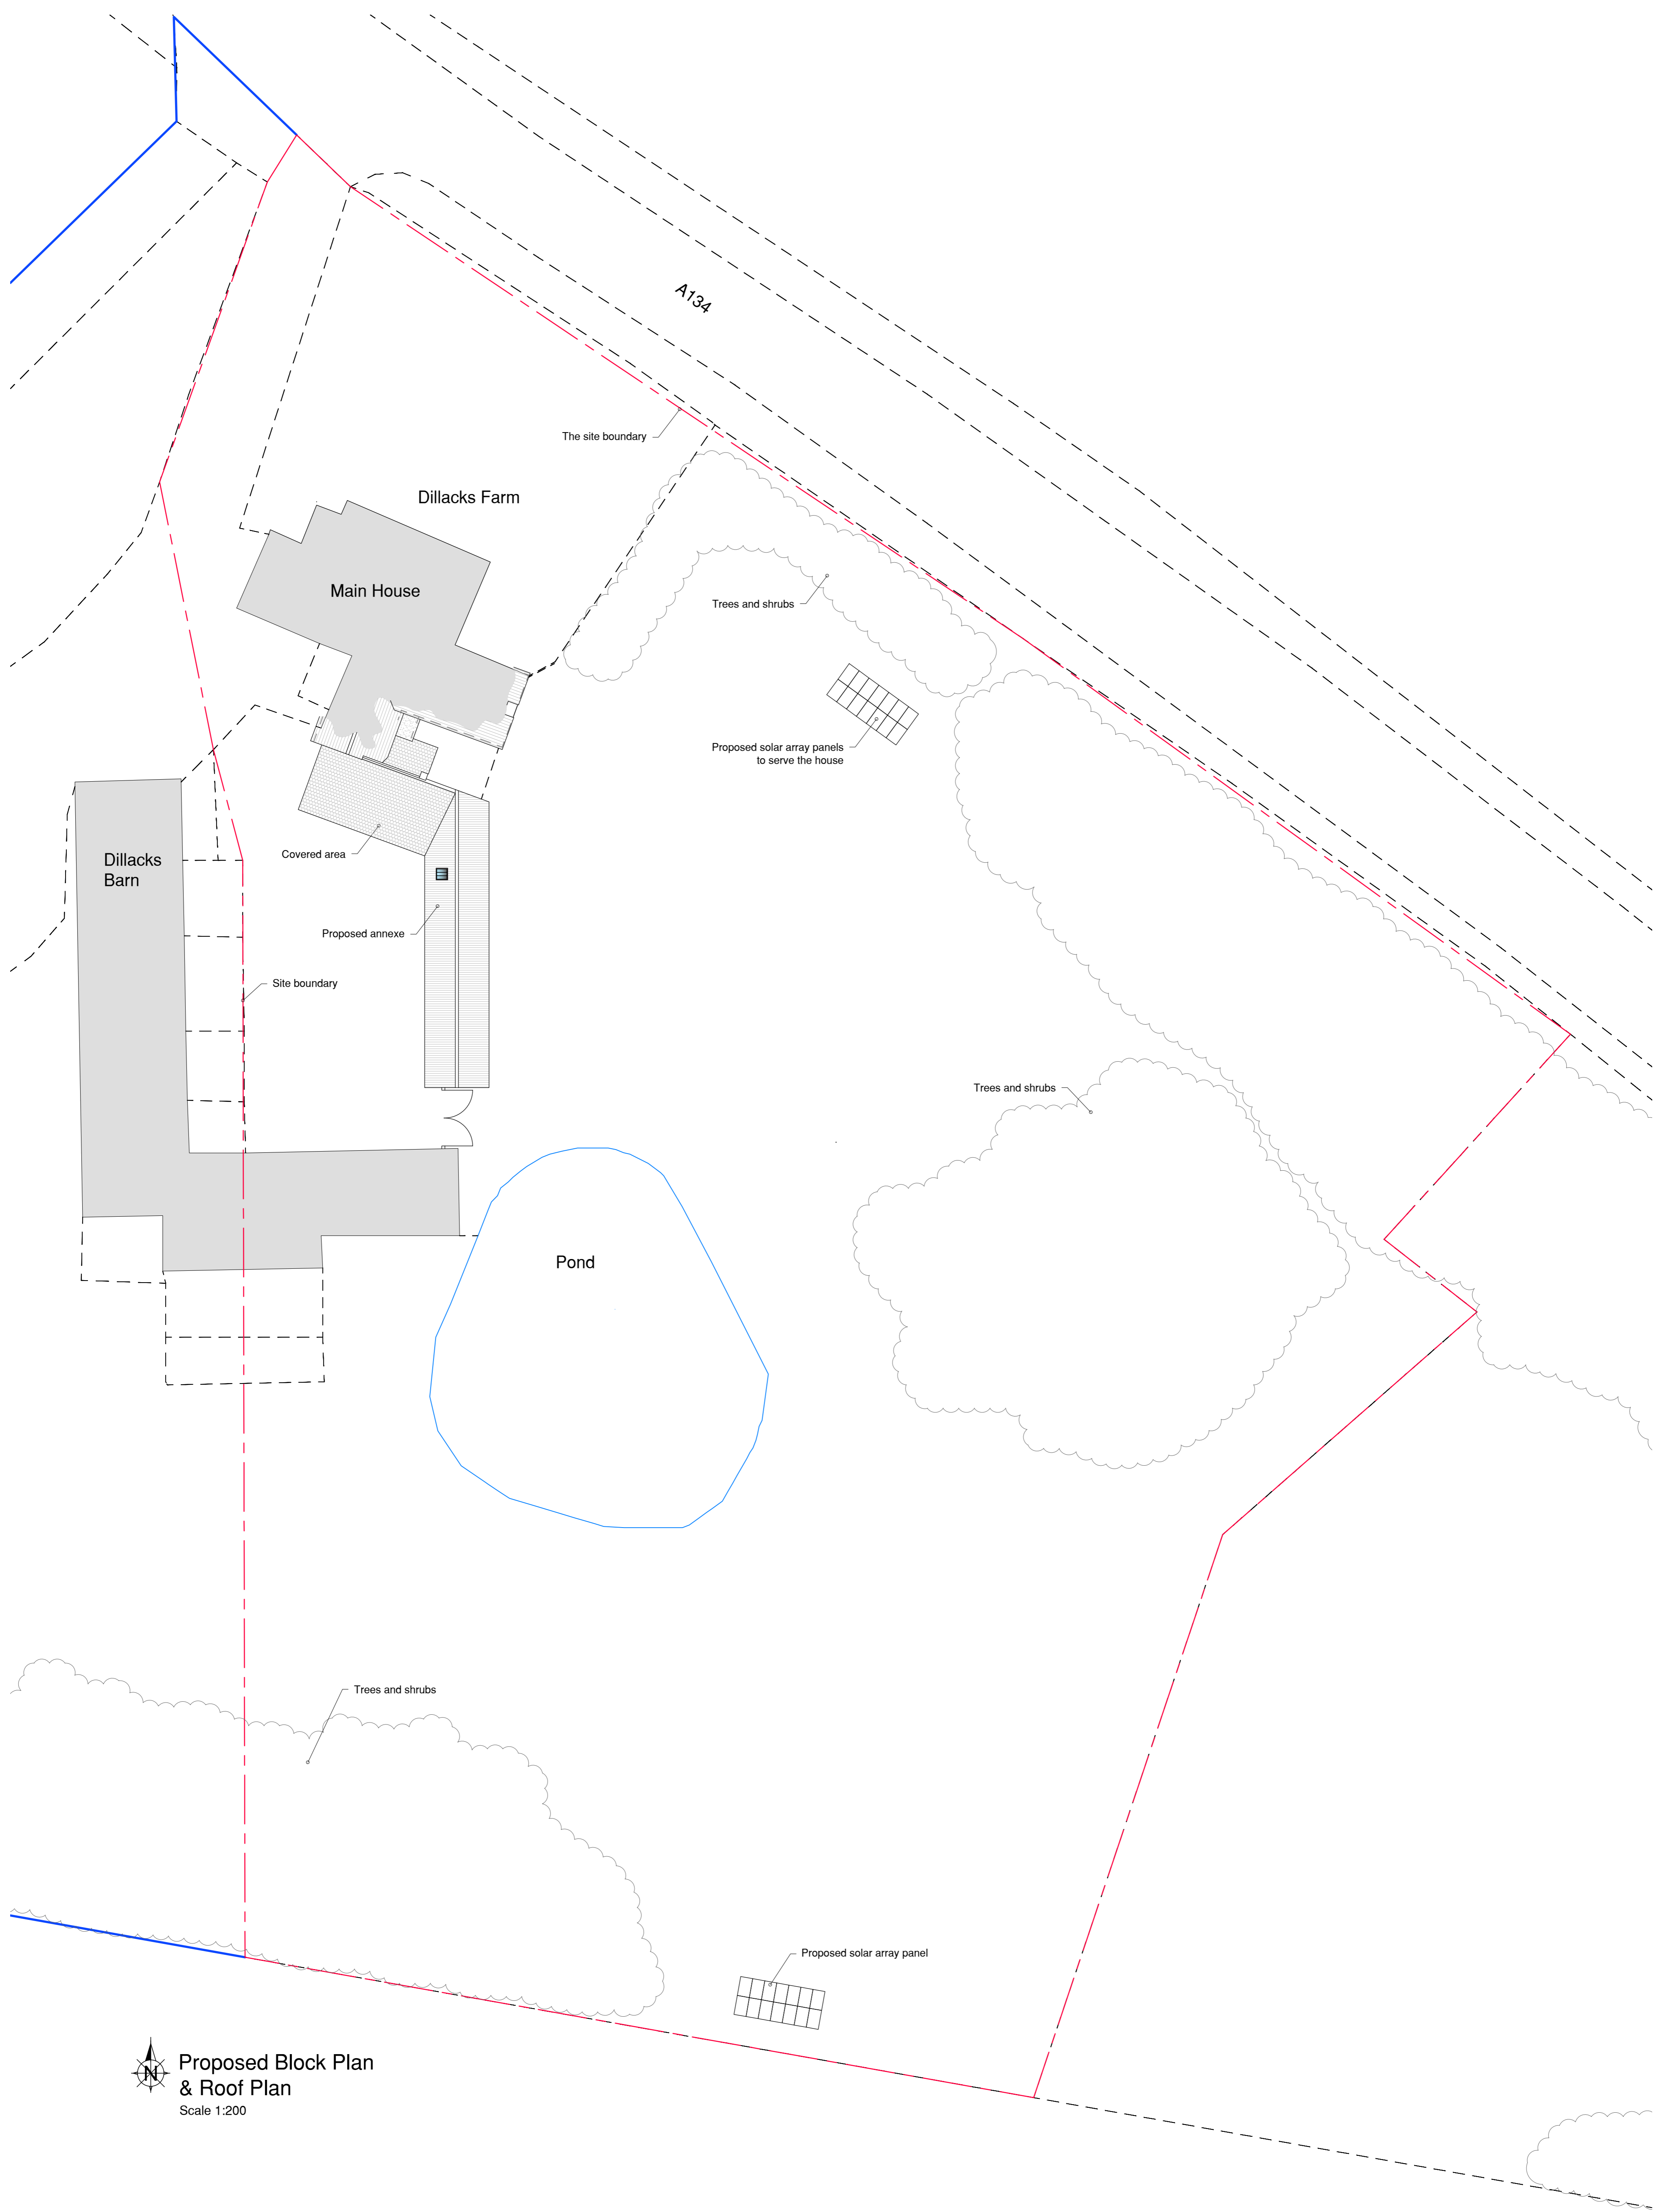 A134
The site boundary
Dillacks Farm
Main House
Trees and shrubs
Proposed solar array panels
to serve the house
Covered area
Dillacks
Barn
Proposed annexe
Site boundary
Trees and shrubs
Pond
Trees and shrubs
Proposed solar array panel
N
Proposed Block Plan
& Roof Plan
Scale 1:200